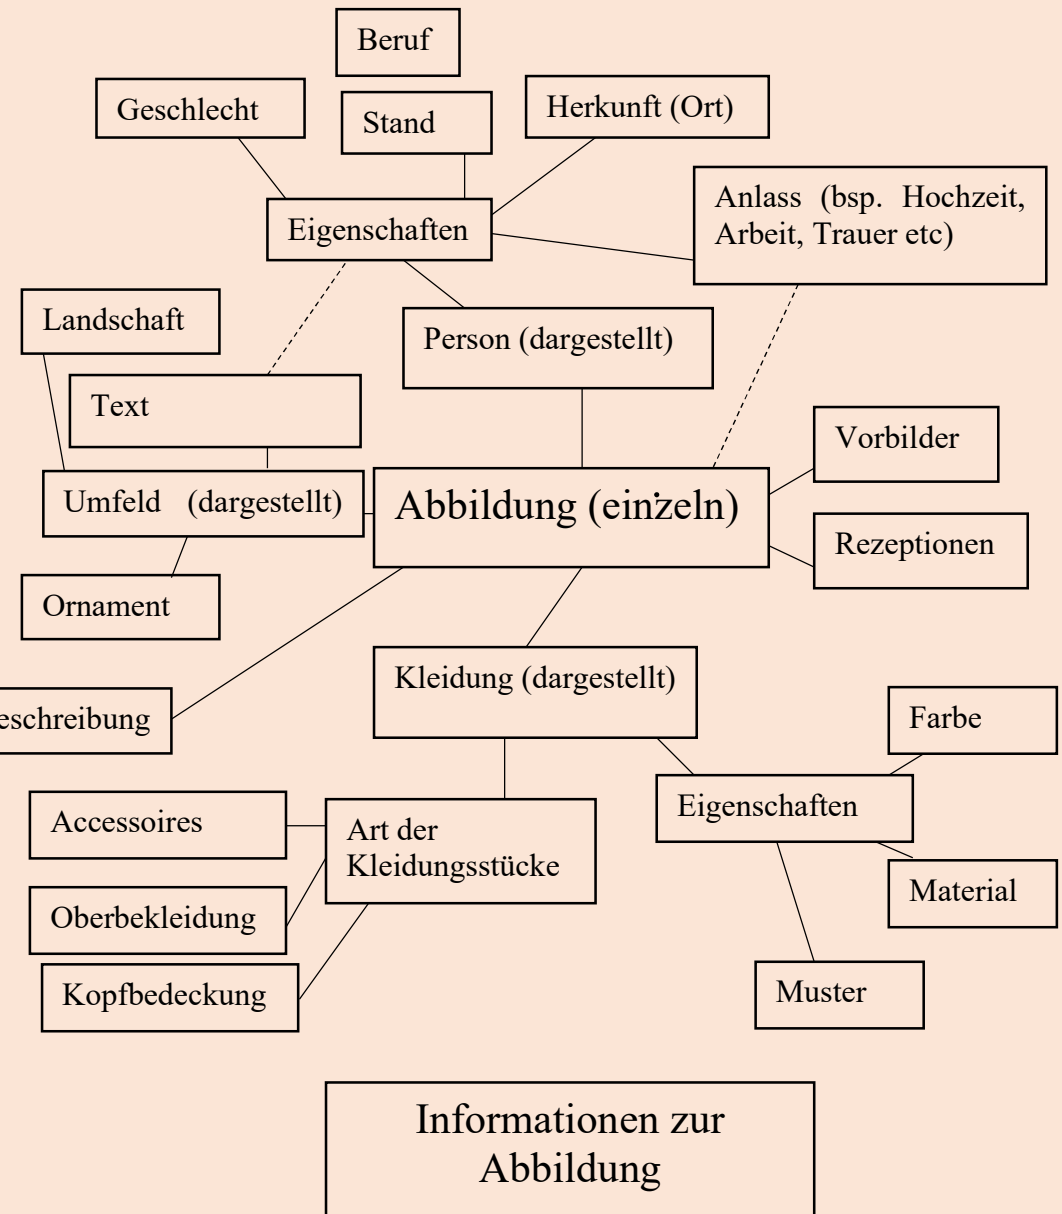 Beruf
Geschlecht
Stand
Herkunft (Ort)
Anlass (bsp. Hochzeit,
Arbeit, Trauer etc)
Eigenschaften
Landschaft
Person (dargestellt)
Text
Vorbilder
Umfeld (dargestellt)
Abbildung (einzeln)
Rezeptionen
Ornament
Kleidung (dargestellt)
eschreibung
Farbe
Accessoires
Art der
Kleidungsstücke
Eigenschaften
Material
Oberbekleidung
Kopfbedeckung
Muster
Informationen zur
Abbildung